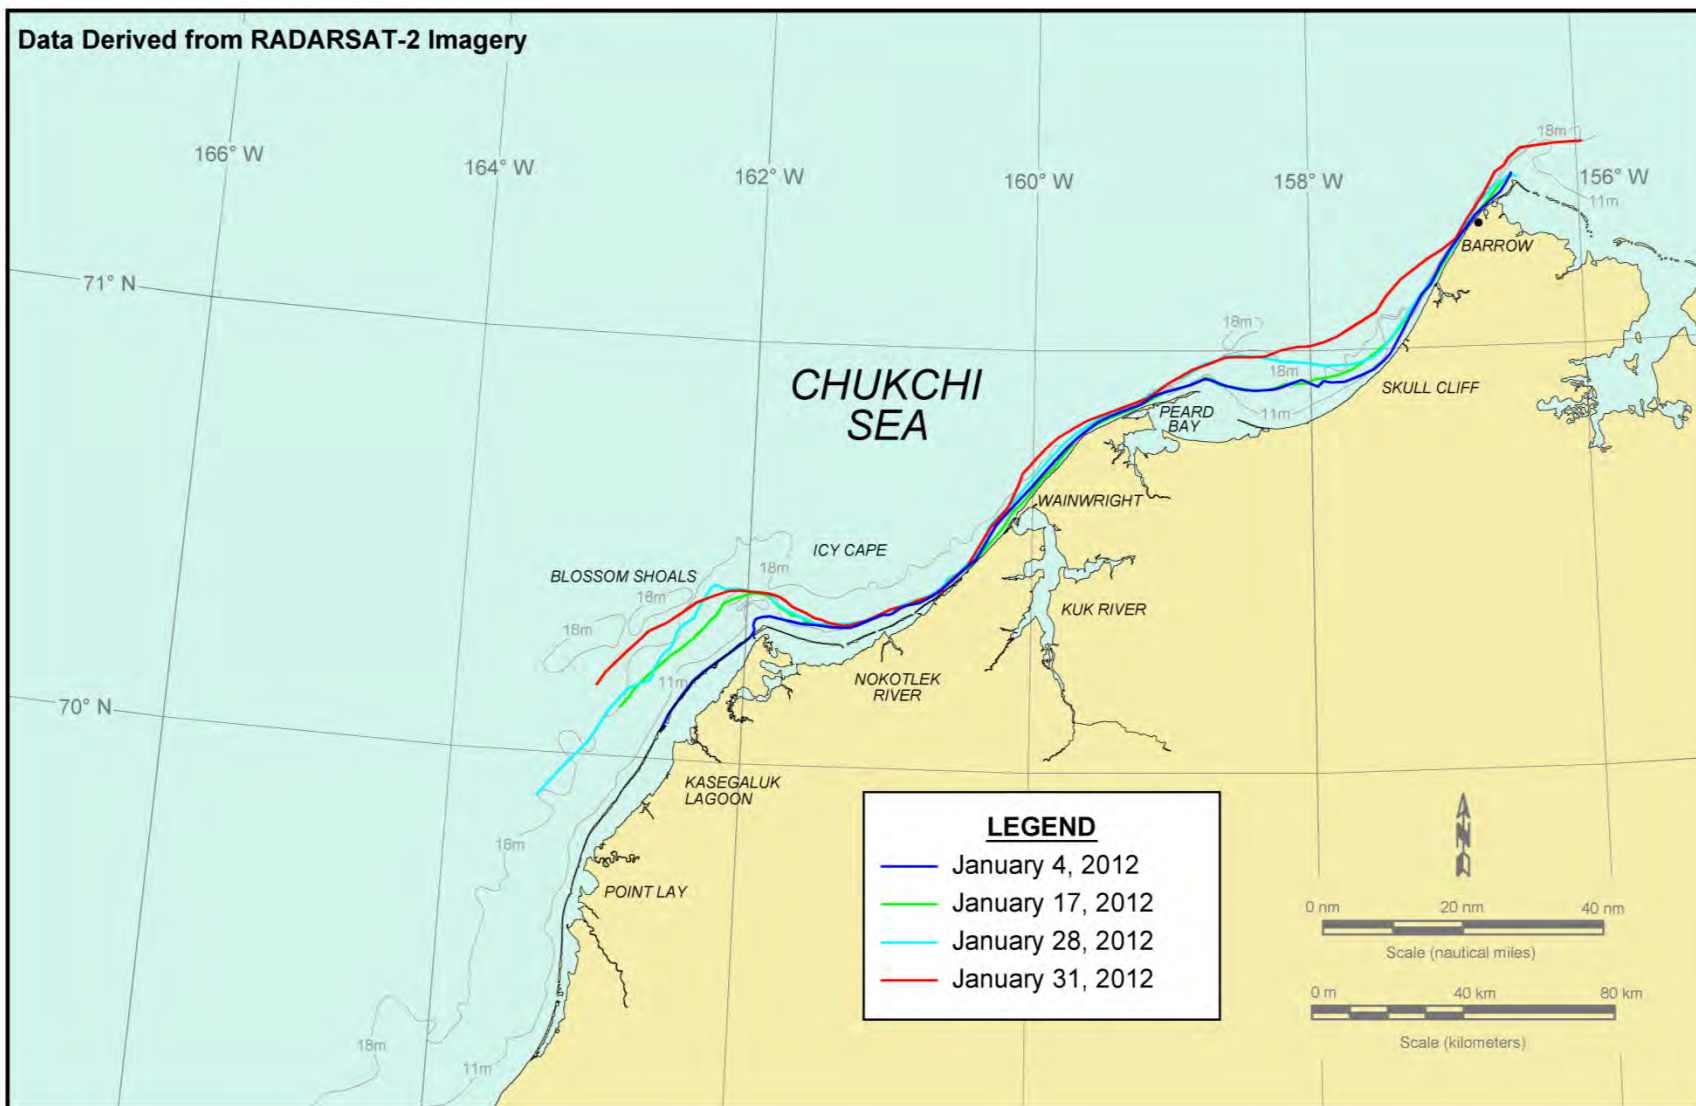 Data Derived from RADARSAT-2 Imagery
18m
166° W
164° W
162° W
160° W
158° W
156° W
11m
BARROW
71° N
18m
CHUKCHI
SEA
18m
SKULL CLIFF
11m
PEARD
BAY
WAINWRIGHT
ICY CAPE
18m
BLOSSOM SHOALS
18m
18m
KUK RIVER
11m
NOKOTLEK
RIVER
70° N
KASEGALUK
LAGOON
18m
POINT LAY
18m
11m
LEGEND
January 4, 2012
January 17, 2012
January 28, 2012
January 31, 2012
N
0 nm 20 nm 40 nm
Scale (nautical miles)
0 m 40 km 80 km
Scale (kilometers)